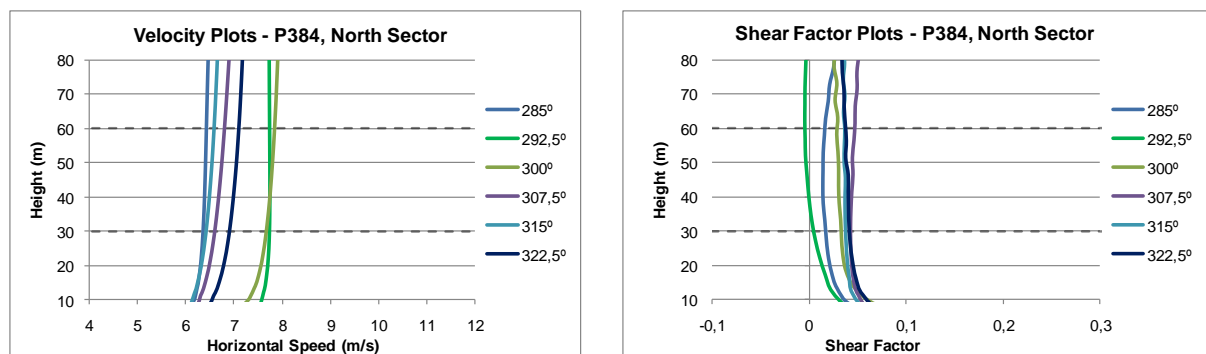 Velocity Plots - P384, North Sector
80
70
60
50
40
30
20
10
Height (m)
4 5 6 7 8 9 10 11 12
Horizontal Speed (m/s)
285º
292,5º
300º
307,5º
315º
322,5º
Shear Factor Plots - P384, North Sector
80
70
60
50
40
30
20
10
Height (m)
-0,1 0 0,1 0,2 0,3
Shear Factor
285º
292,5º
300º
307,5º
315º
322,5º